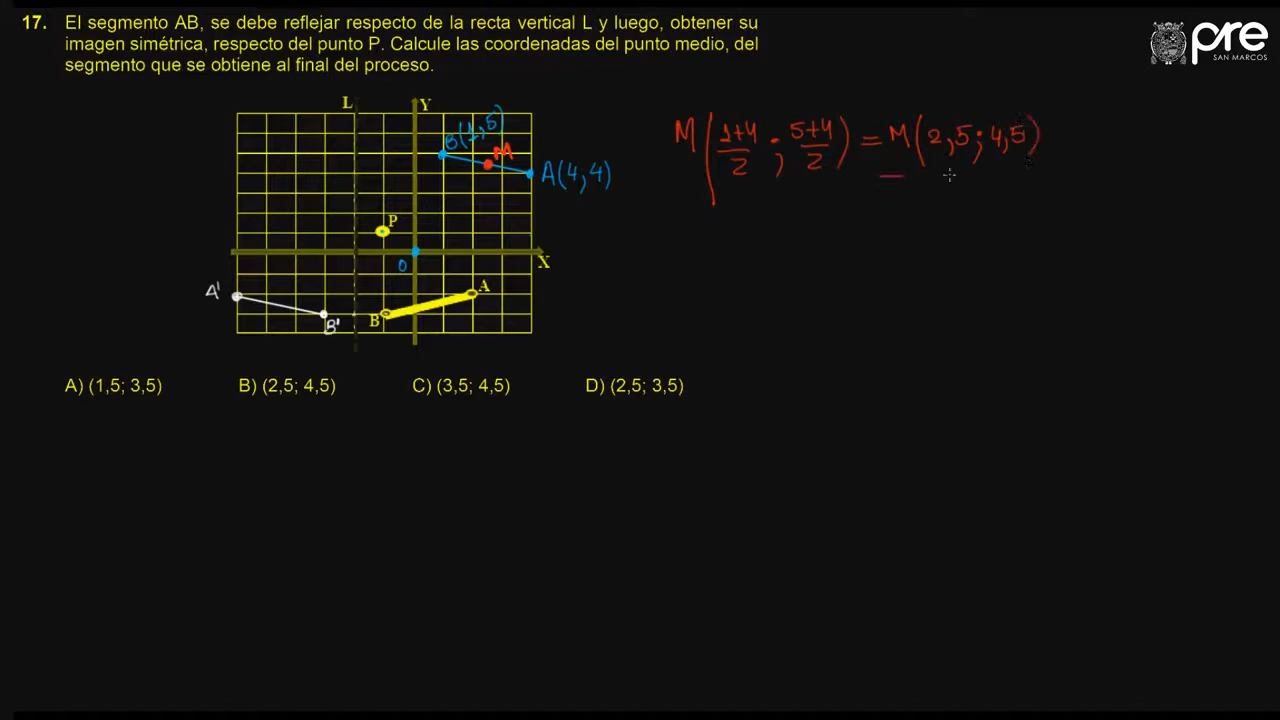 17. El segmento AB, se debe reflejar respecto de la recta vertical L y luego, obtener su
imagen simétrica, respecto del punto P. Calcule las coordenadas del punto medio, del
segmento que se obtiene al final del proceso.
pre
SAN MARCOS
L
Y
B(1,5)
M
A(4,4)
M(1+4/2 ; 5+4/2) = M(2,5; 4,5)
P
O
X
A'
A
B
B'
A) (1,5; 3,5) B) (2,5; 4,5) C) (3,5; 4,5) D) (2,5; 3,5)